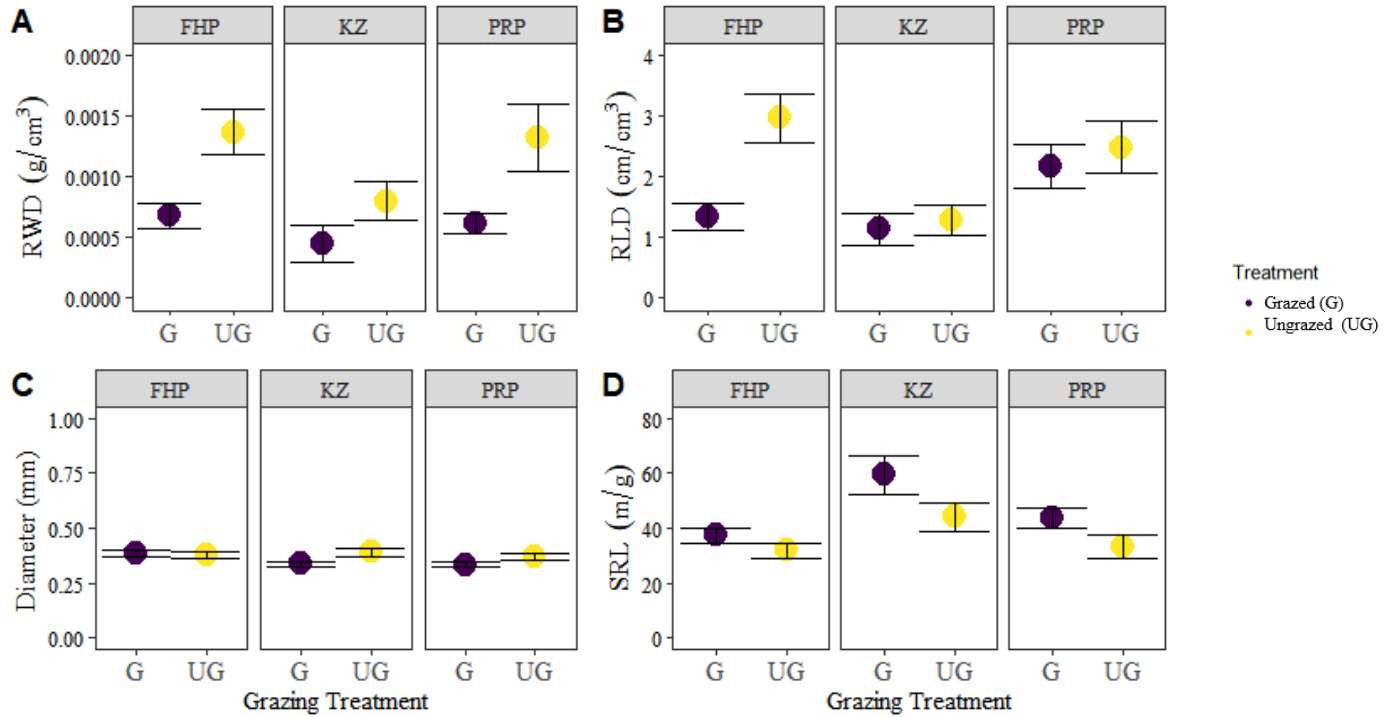 A
FHP KZ PRP
RWD (g/cm³)
0.0020
0.0015
0.0010
0.0005
0.0000
G UG G UG G UG
B
FHP KZ PRP
RLD (cm/cm³)
4
3
2
1
0
G UG G UG G UG
Treatment
Grazed (G)
Ungrazed (UG)
C
FHP KZ PRP
Diameter (mm)
1.00
0.75
0.50
0.25
0.00
G UG G UG G UG
Grazing Treatment
D
FHP KZ PRP
SRL (m/g)
80
60
40
20
0
G UG G UG G UG
Grazing Treatment